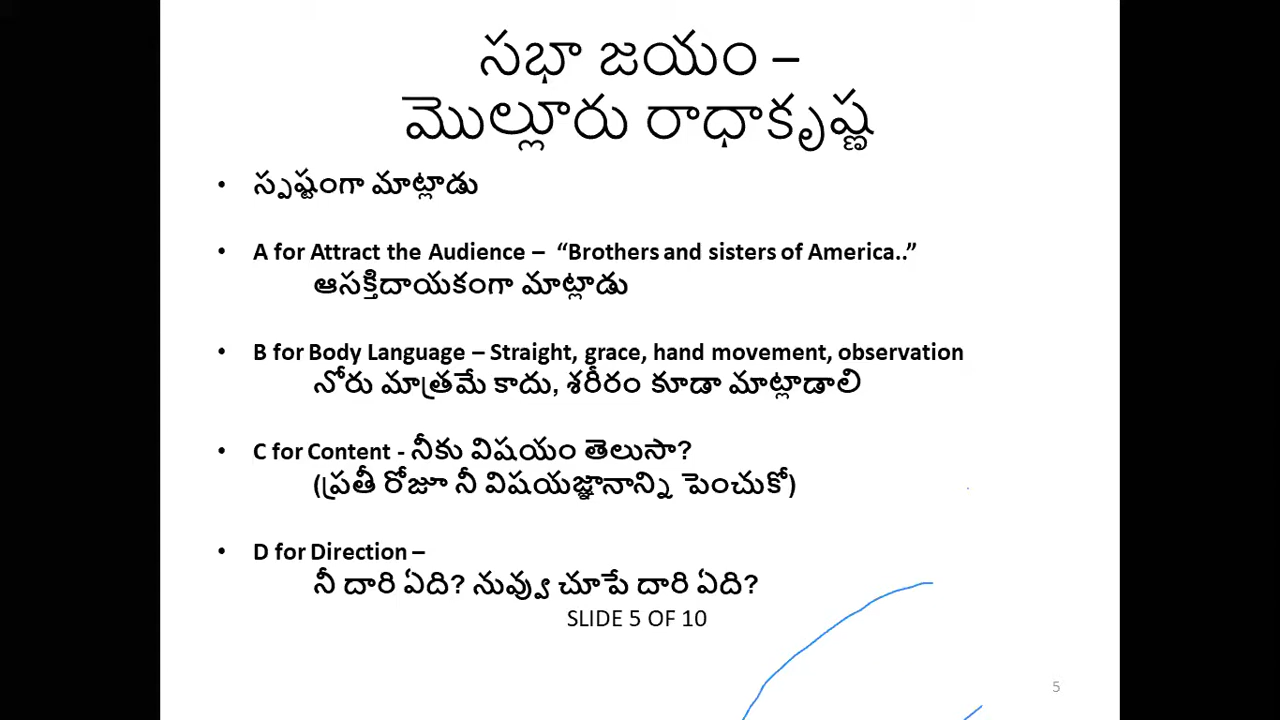 సభా జయం –
మొల్లూరు రాధాకృష్ణ
• స్పష్టంగా మాట్లాడు
• A for Attract the Audience – “Brothers and sisters of America..”
ఆసక్తిదాయకంగా మాట్లాడు
• B for Body Language – Straight, grace, hand movement, observation
నోరు మాత్రమే కాదు, శరీరం కూడా మాట్లాడాలి
• C for Content - నీకు విషయం తెలుసా?
(ప్రతీ రోజూ నీ విషయజ్ఞానాన్ని పెంచుకో)
• D for Direction –
నీ దారి ఏది? నువ్వు చూపే దారి ఏది?
SLIDE 5 OF 10
5